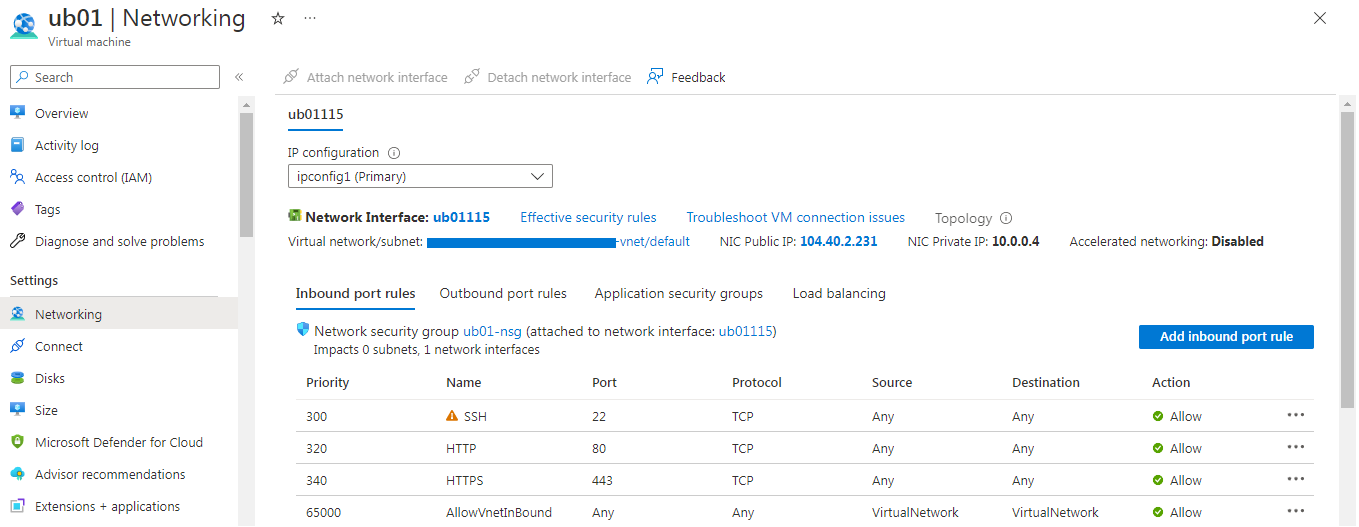 ub01 | Networking
Virtual machine
Search
Attach network interface Detach network interface Feedback
Overview
Activity log
Access control (IAM)
Tags
Diagnose and solve problems
Settings
Networking
Connect
Disks
Size
Microsoft Defender for Cloud
Advisor recommendations
Extensions + applications
ub01115
IP configuration
ipconfig1 (Primary)
Network Interface: ub01115 Effective security rules Troubleshoot VM connection issues Topology
Virtual network/subnet: -vnet/default NIC Public IP: 104.40.2.231 NIC Private IP: 10.0.0.4 Accelerated networking: Disabled
Inbound port rules Outbound port rules Application security groups Load balancing
Network security group ub01-nsg (attached to network interface: ub01115)
Impacts 0 subnets, 1 network interfaces
Add inbound port rule
Priority Name Port Protocol Source Destination Action
300 SSH 22 TCP Any Any Allow
320 HTTP 80 TCP Any Any Allow
340 HTTPS 443 TCP Any Any Allow
65000 AllowVnetInBound Any Any VirtualNetwork VirtualNetwork Allow